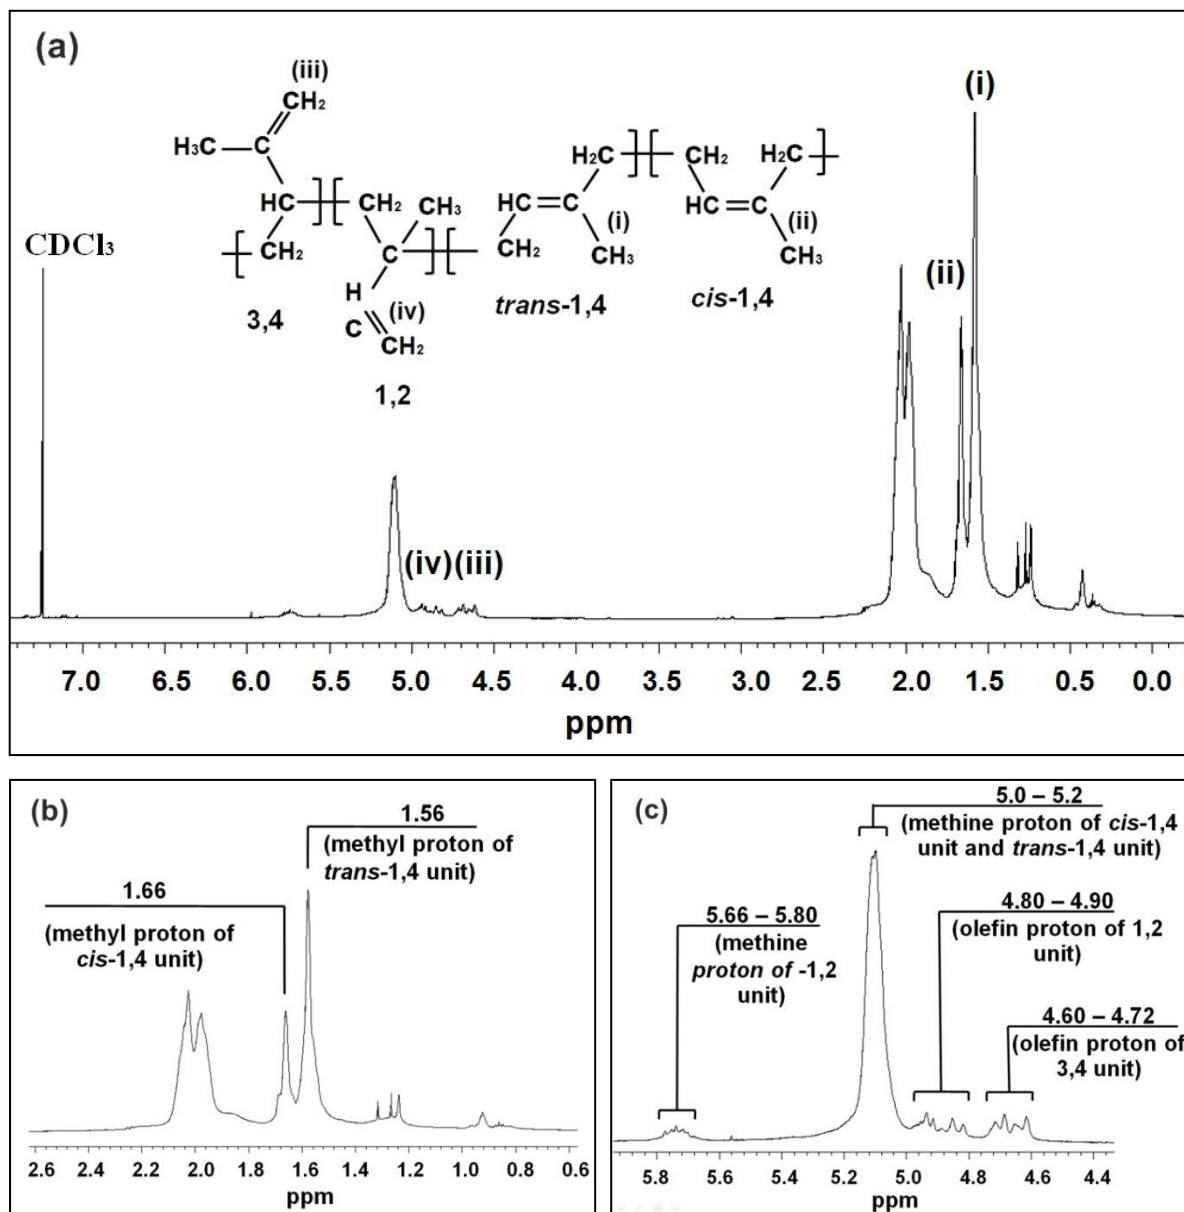 (a)
(iii)
CH₂
H₃C
C
HC
CH₂
3,4
CH₂
CH₃
C
H
(iv)
C
CH₂
1,2
H₂C
HC
C
(i)
CH₂
CH₃
trans-1,4
CH₂
H₂C
HC
C
(ii)
CH₃
cis-1,4
CDCl₃
(i)
(ii)
(iv)
(iii)
7.0 6.5 6.0 5.5 5.0 4.5 4.0 3.5 3.0 2.5 2.0 1.5 1.0 0.5 0.0
ppm
(b)
1.56
(methyl proton of
trans-1,4 unit)
1.66
(methyl proton of
cis-1,4 unit)
2.6 2.4 2.2 2.0 1.8 1.6 1.4 1.2 1.0 0.8 0.6
ppm
(c)
5.0 – 5.2
(methine proton of cis-1,4
unit and trans-1,4 unit)
5.66 – 5.80
(methine
proton of -1,2
unit)
4.80 – 4.90
(olefin proton of 1,2
unit)
4.60 – 4.72
(olefin proton of
3,4 unit)
5.8 5.6 5.4 5.2 5.0 4.8 4.6 4.4
ppm